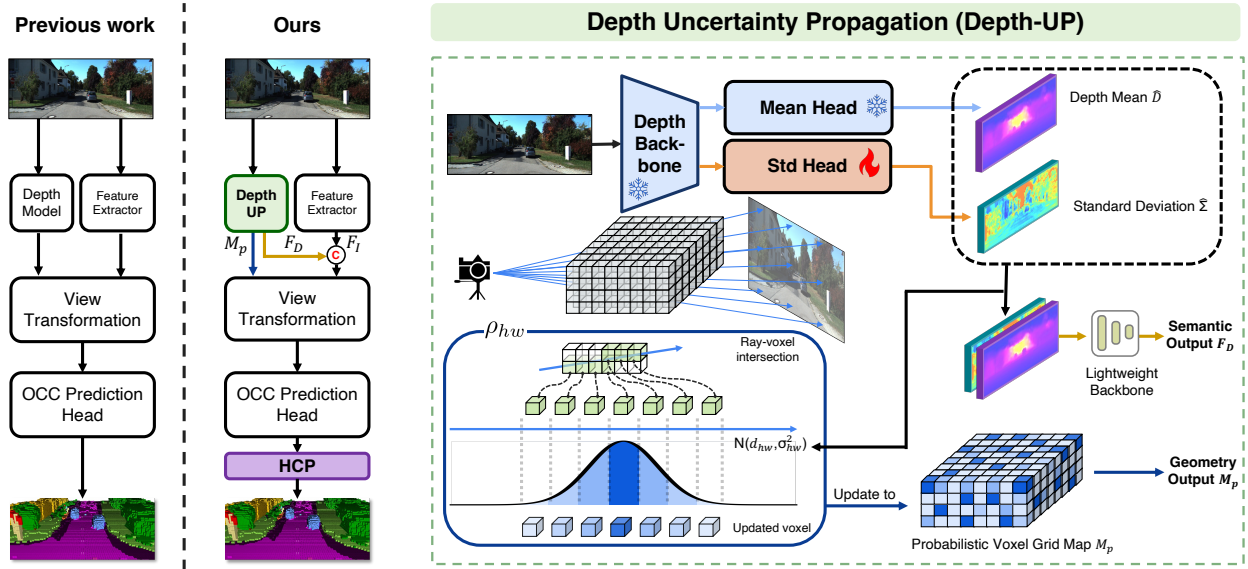 Previous work
Depth
Model
Feature
Extractor
View
Transformation
OCC Prediction
Head
Ours
Depth
UP
Feature
Extractor
M_p
F_D
F_I
C
View
Transformation
OCC Prediction
Head
HCP
Depth Uncertainty Propagation (Depth-UP)
Depth
Back-
bone
Mean Head
Std Head
Depth Mean D̂
Standard Deviation Σ̂
ρ_hw
Ray-voxel
intersection
N(d_hw,σ²_hw)
Updated voxel
Lightweight
Backbone
Semantic
Output F_D
Update to
Probabilistic Voxel Grid Map M_p
Geometry
Output M_p